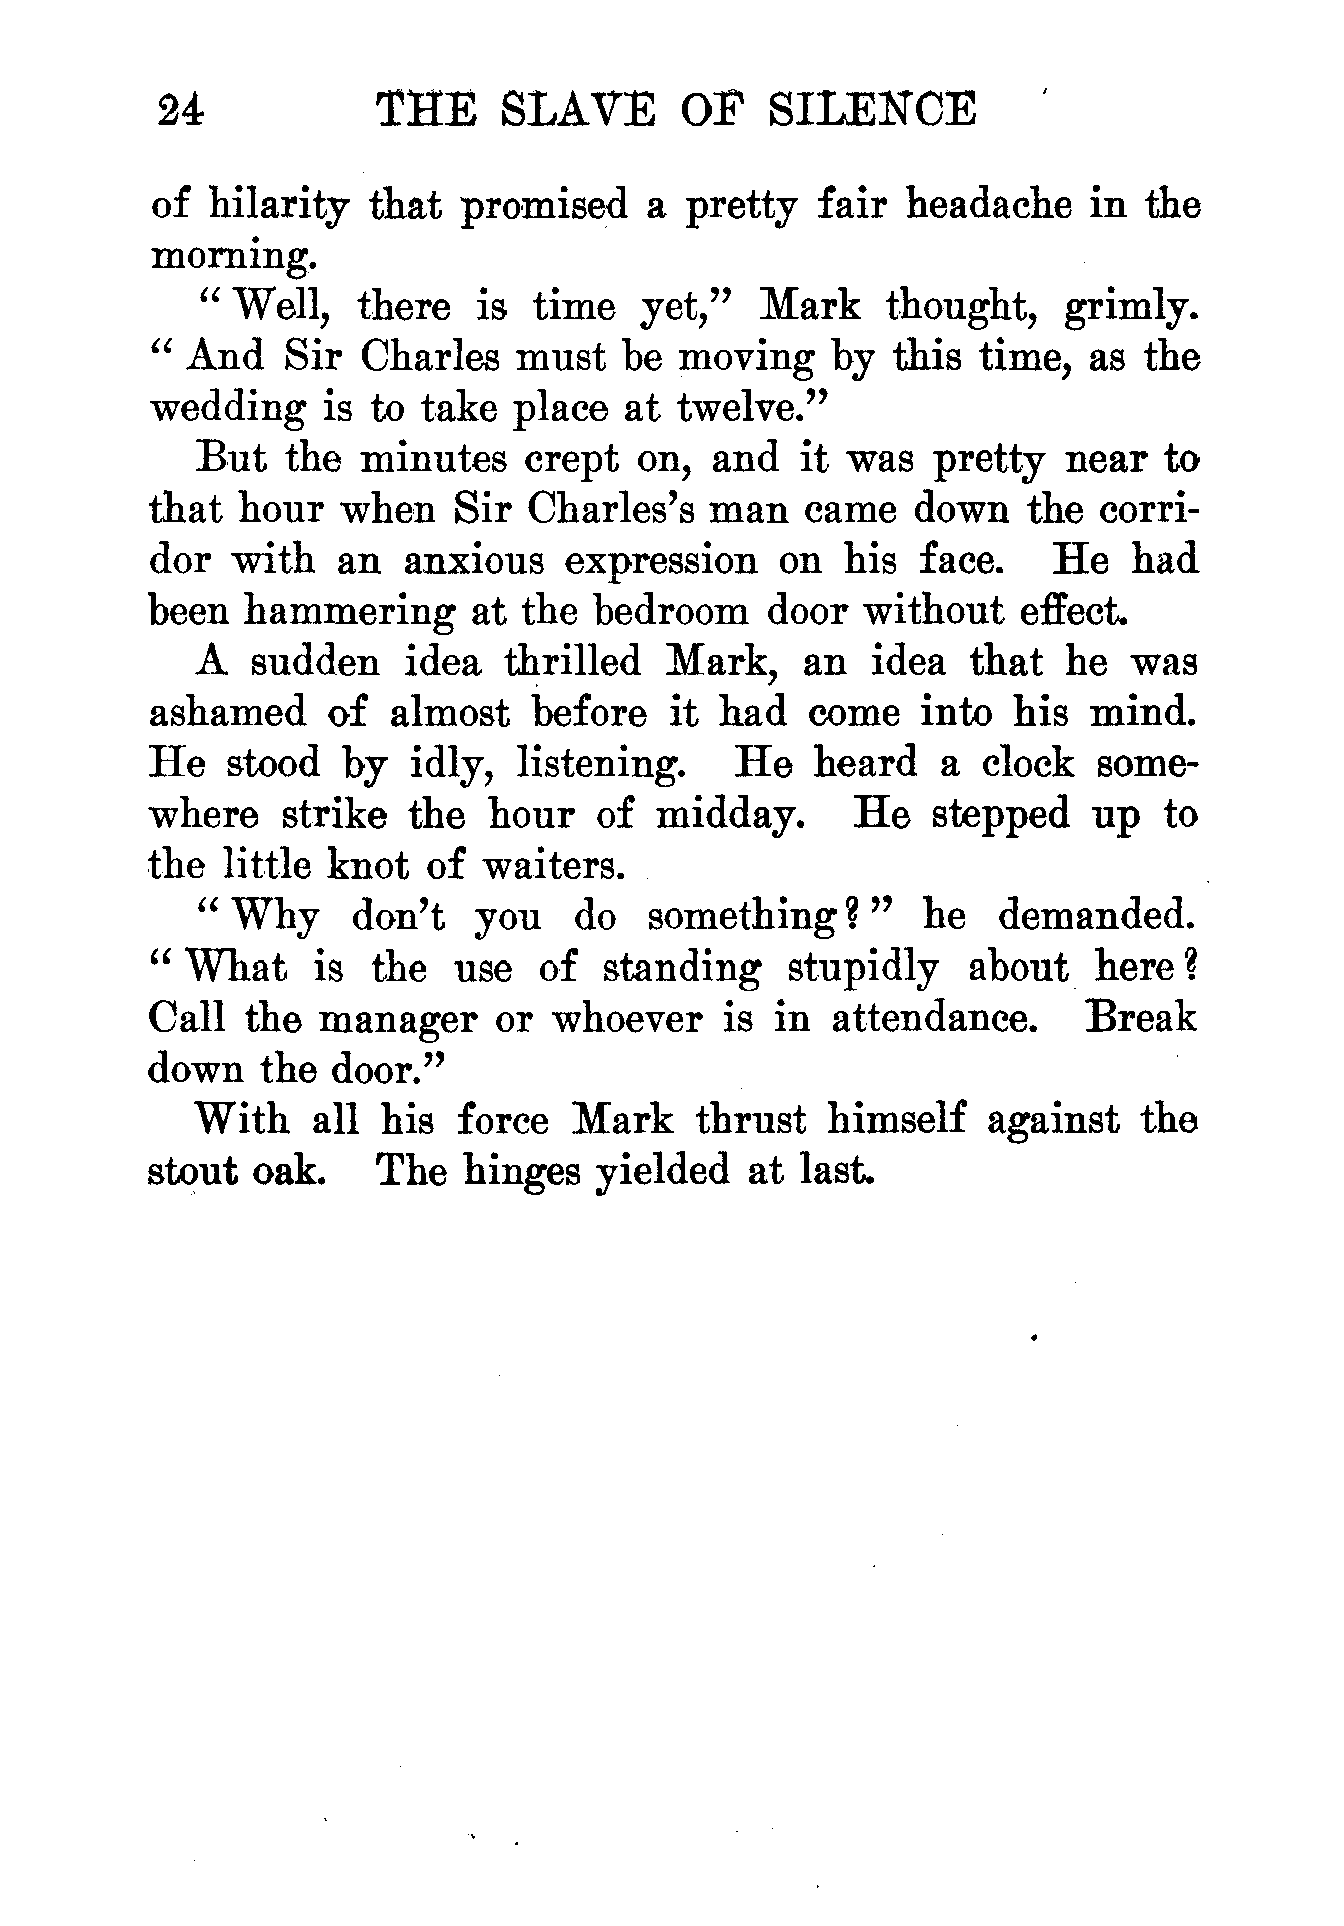 24 THE SLAVE OF SILENCE
of hilarity that promised a pretty fair headache in the
morning.
“ Well, there is time yet,” Mark thought, grimly.
“ And Sir Charles must be moving by this time, as the
wedding is to take place at twelve.”
But the minutes crept on, and it was pretty near to
that hour when Sir Charles’s man came down the corri-
dor with an anxious expression on his face. He had
been hammering at the bedroom door without effect.
A sudden idea thrilled Mark, an idea that he was
ashamed of almost before it had come into his mind.
He stood by idly, listening. He heard a clock some-
where strike the hour of midday. He stepped up to
the little knot of waiters.
“ Why don’t you do something? ” he demanded.
“ What is the use of standing stupidly about here ?
Call the manager or whoever is in attendance. Break
down the door.”
With all his force Mark thrust himself against the
stout oak. The hinges yielded at last.